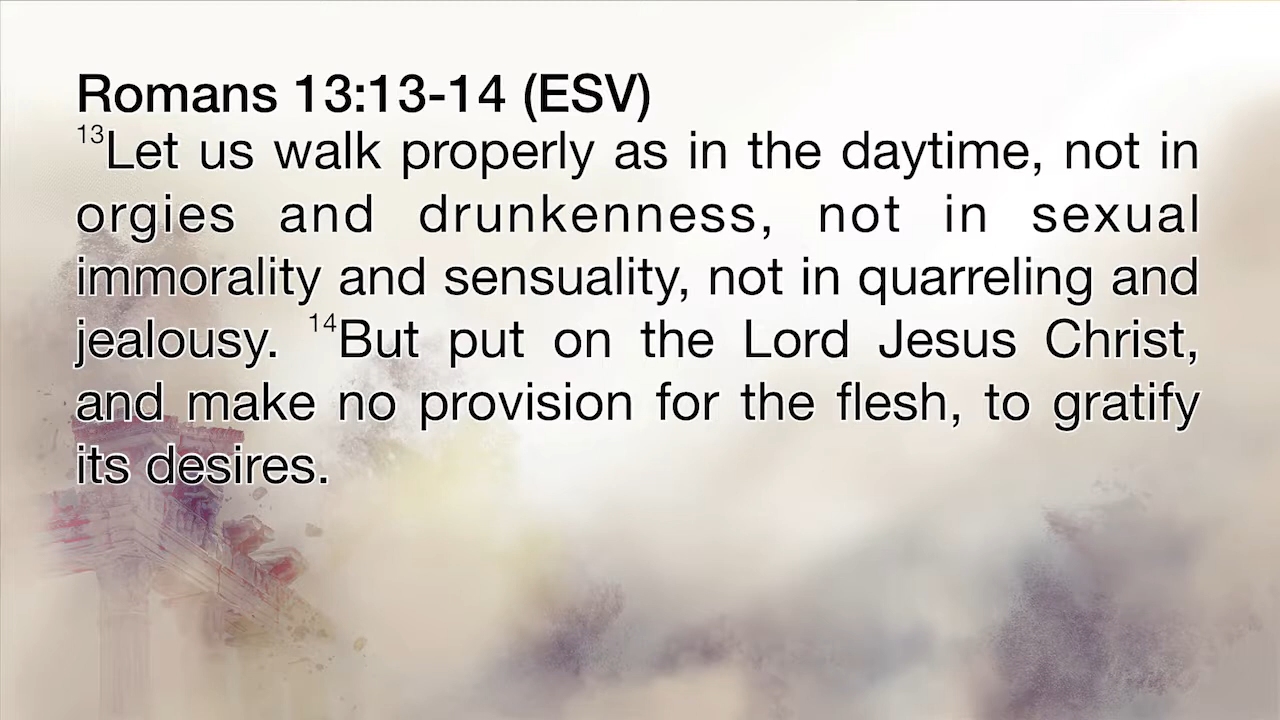 Romans 13:13-14 (ESV)
13Let us walk properly as in the daytime, not in
orgies and drunkenness, not in sexual
immorality and sensuality, not in quarreling and
jealousy. 14But put on the Lord Jesus Christ,
and make no provision for the flesh, to gratify
its desires.